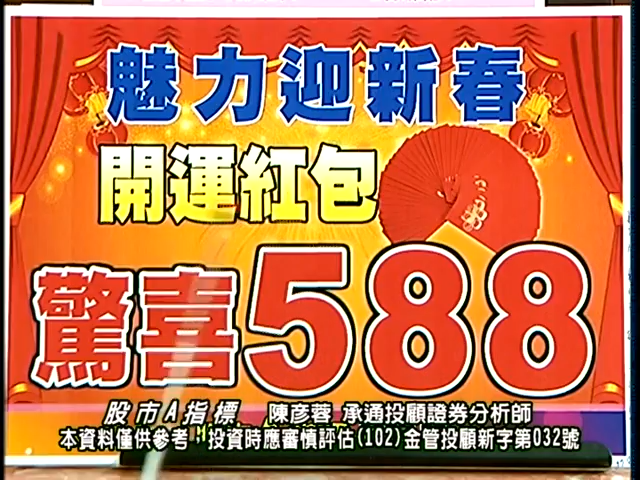 魅力迎新春
開運紅包
驚喜588
股市A指標 陳彦蓉 承通投顧證券分析師
本資料僅供參考，投資時應審慎評估(102)金管投顧新字第032號